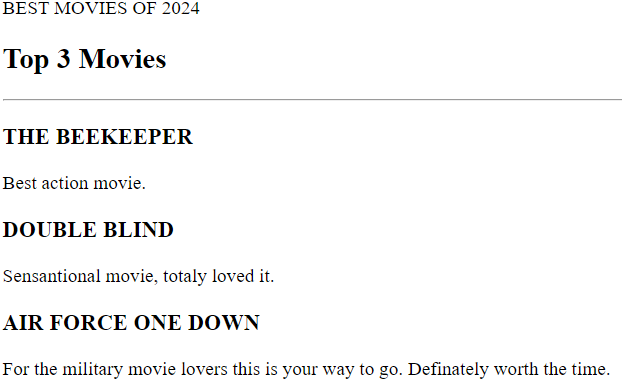 BEST MOVIES OF 2024
Top 3 Movies
THE BEEKEEPER
Best action movie.
DOUBLE BLIND
Sensantional movie, totaly loved it.
AIR FORCE ONE DOWN
For the military movie lovers this is your way to go. Definately worth the time.